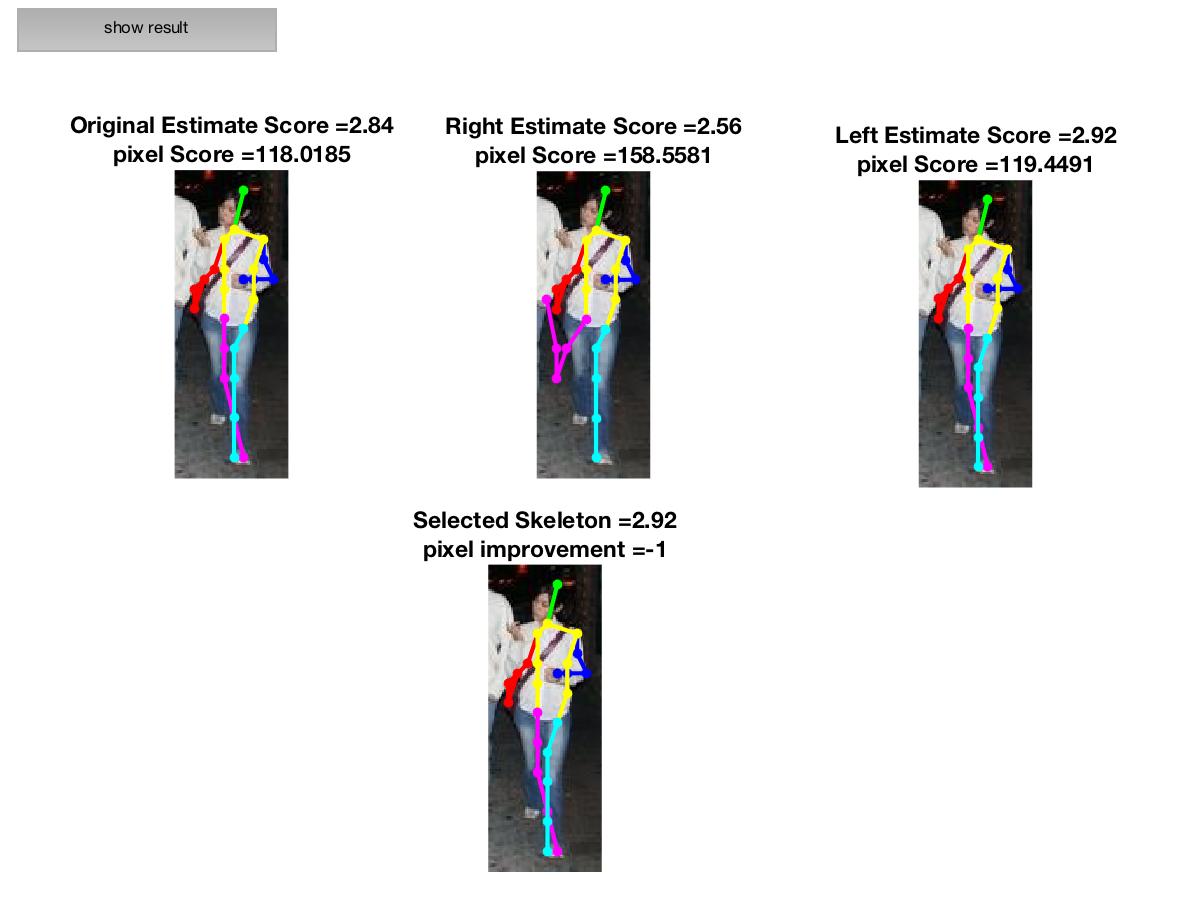 show result
Original Estimate Score =2.84
pixel Score =118.0185
Right Estimate Score =2.56
pixel Score =158.5581
Left Estimate Score =2.92
pixel Score =119.4491
Selected Skeleton =2.92
pixel improvement =-1